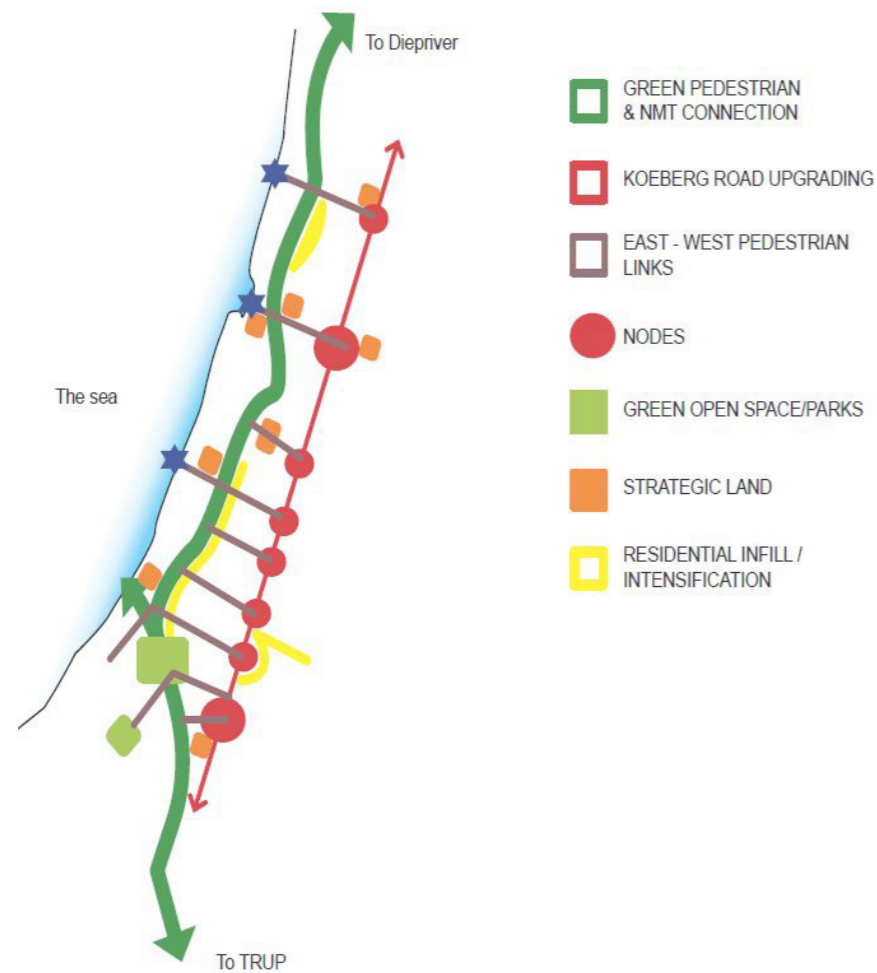 To Diepriver
GREEN PEDESTRIAN
& NMT CONNECTION
KOEBERG ROAD UPGRADING
EAST - WEST PEDESTRIAN
LINKS
NODES
The sea
GREEN OPEN SPACE/PARKS
STRATEGIC LAND
RESIDENTIAL INFILL /
INTENSIFICATION
To TRUP